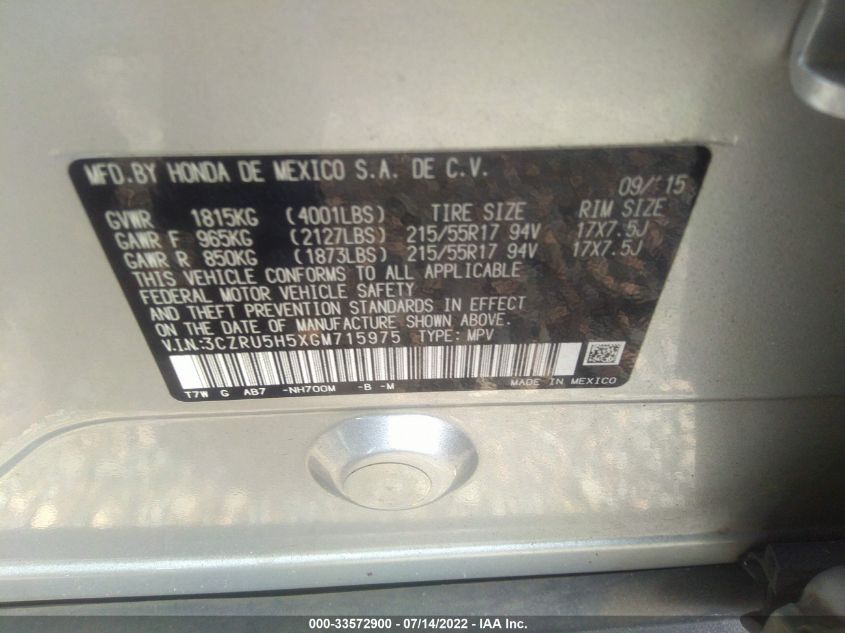 MFD.BY HONDA DE MEXICO S.A. DE C.V.
09/15
GVWR 1815KG (4001LBS) TIRE SIZE RIM SIZE
GAWR F 965KG (2127LBS) 215/55R17 94V 17X7.5J
GAWR R 850KG (1873LBS) 215/55R17 94V 17X7.5J
THIS VEHICLE CONFORMS TO ALL APPLICABLE
FEDERAL MOTOR VEHICLE SAFETY
AND THEFT PREVENTION STANDARDS IN EFFECT
ON THE DATE OF MANUFACTURE SHOWN ABOVE.
V.I.N.:3CZRU5H5XGM715975 TYPE: MPV
T7W G AB7 -NH700M -B -M MADE IN MEXICO
000-33572900 - 07/14/2022 - IAA Inc.